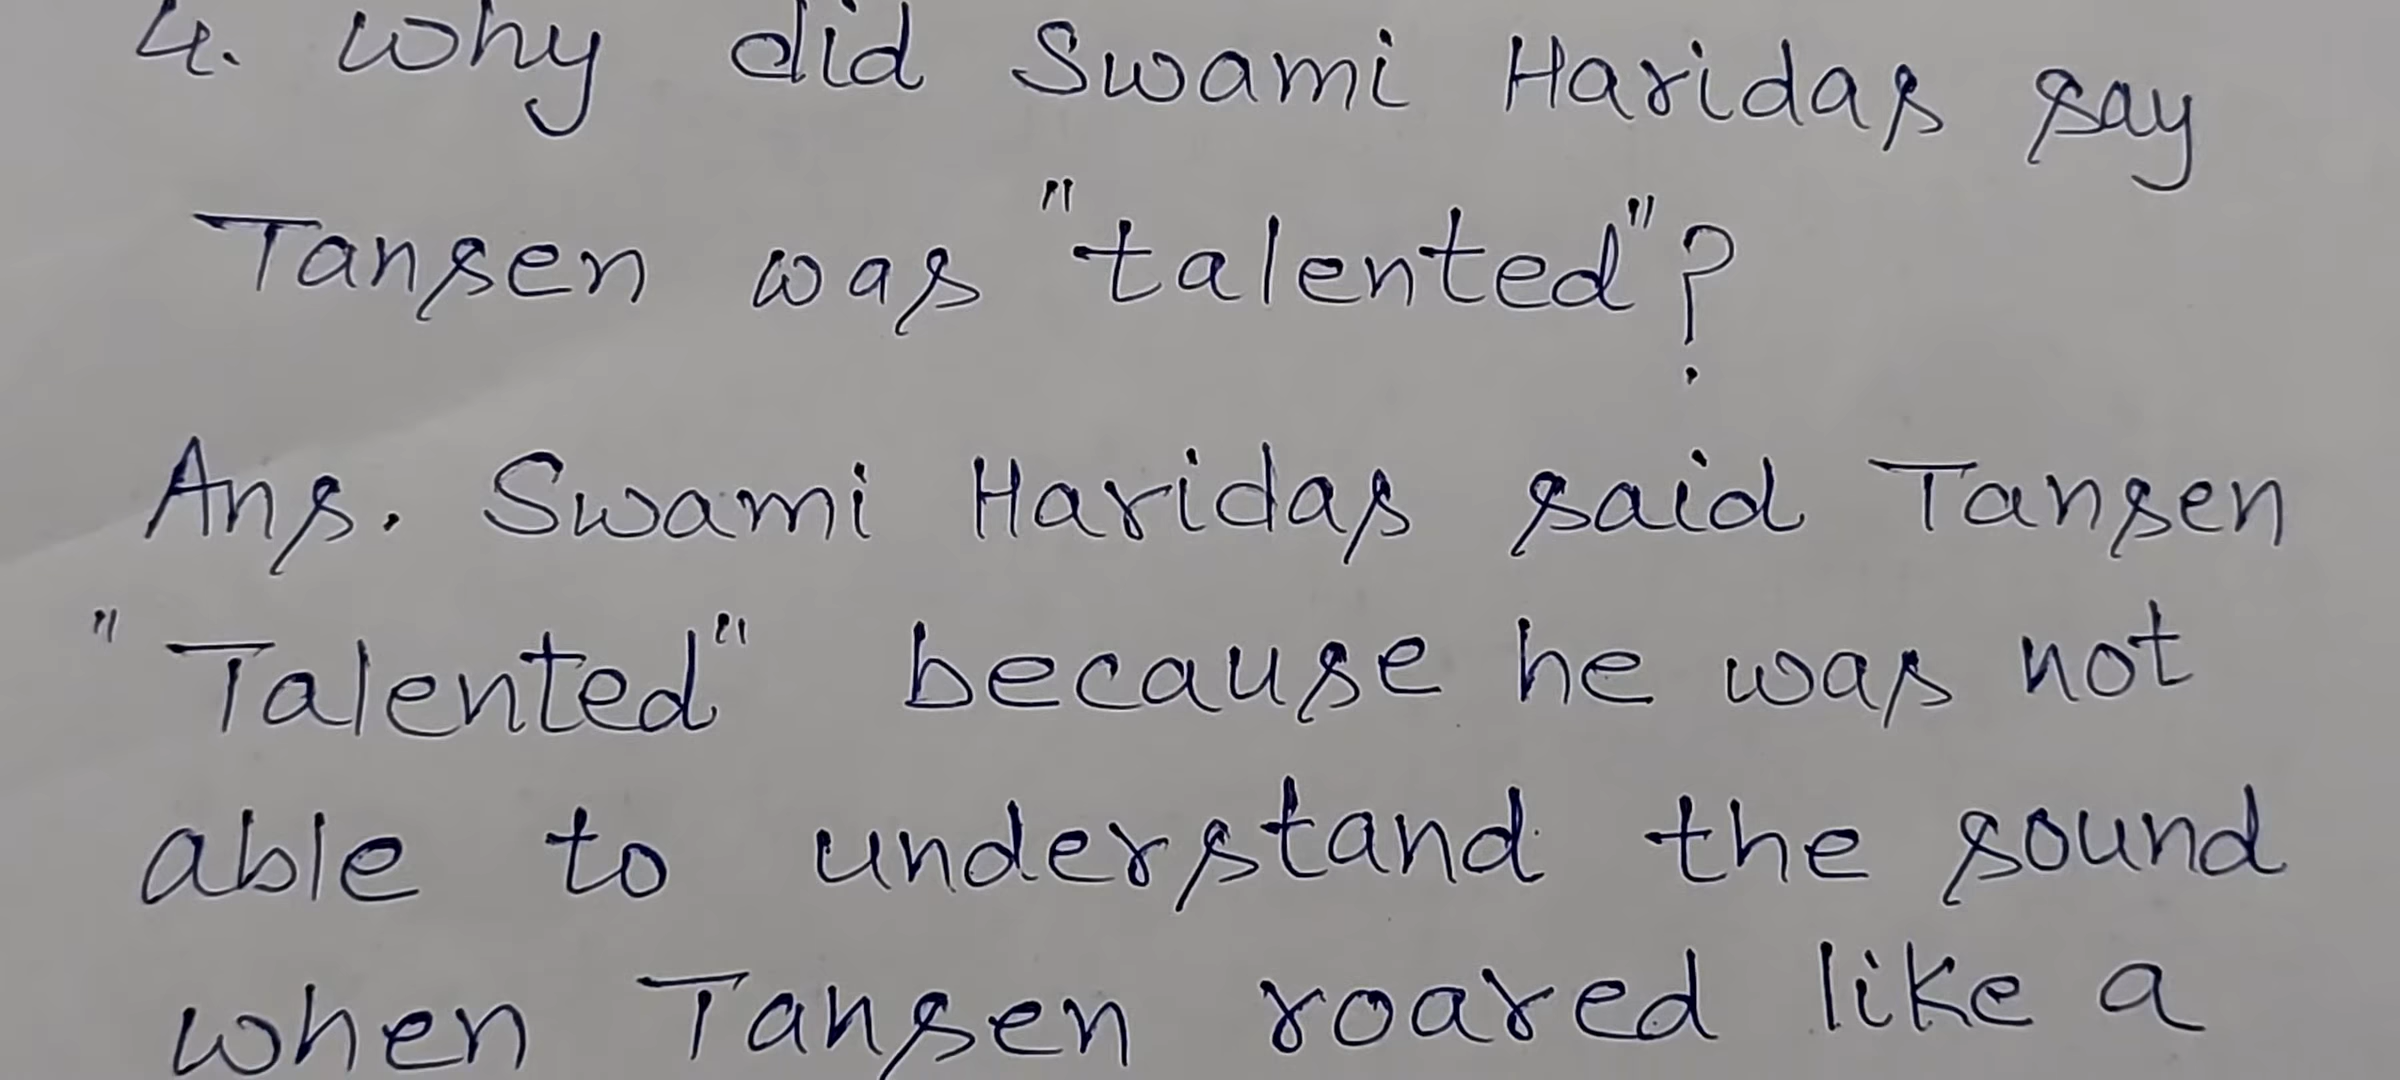 4. Why did Swami Haridas say
Tansen was "talented"?
Ans. Swami Haridas said Tansen
"Talented" because he was not
able to understand the sound
when Tansen roared like a